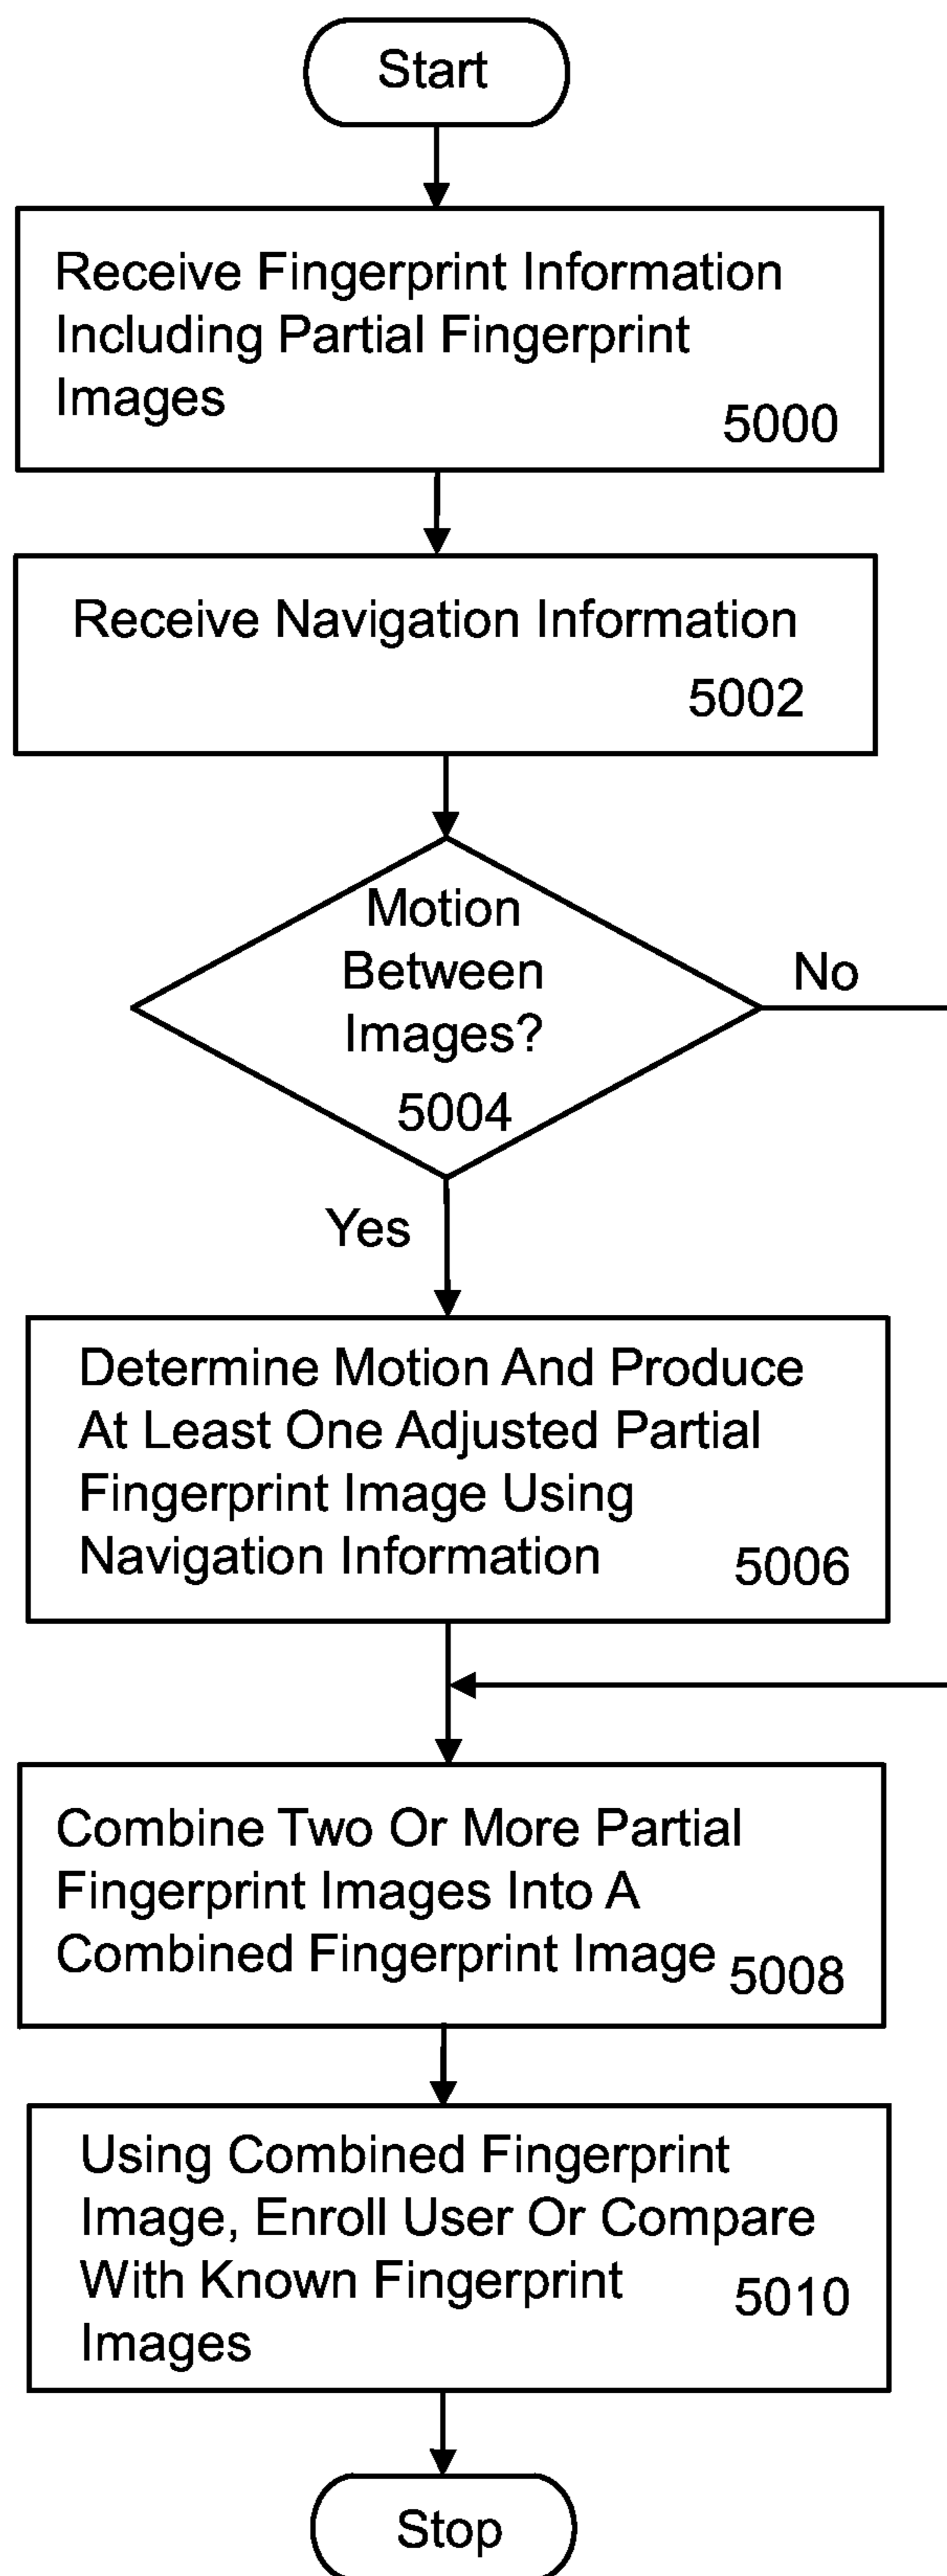 Start
Receive Fingerprint Information
Including Partial Fingerprint
Images
5000
Receive Navigation Information
5002
Motion
Between
Images?
5004
No
Yes
Determine Motion And Produce
At Least One Adjusted Partial
Fingerprint Image Using
Navigation Information
5006
Combine Two Or More Partial
Fingerprint Images Into A
Combined Fingerprint Image
5008
Using Combined Fingerprint
Image, Enroll User Or Compare
With Known Fingerprint
Images
5010
Stop